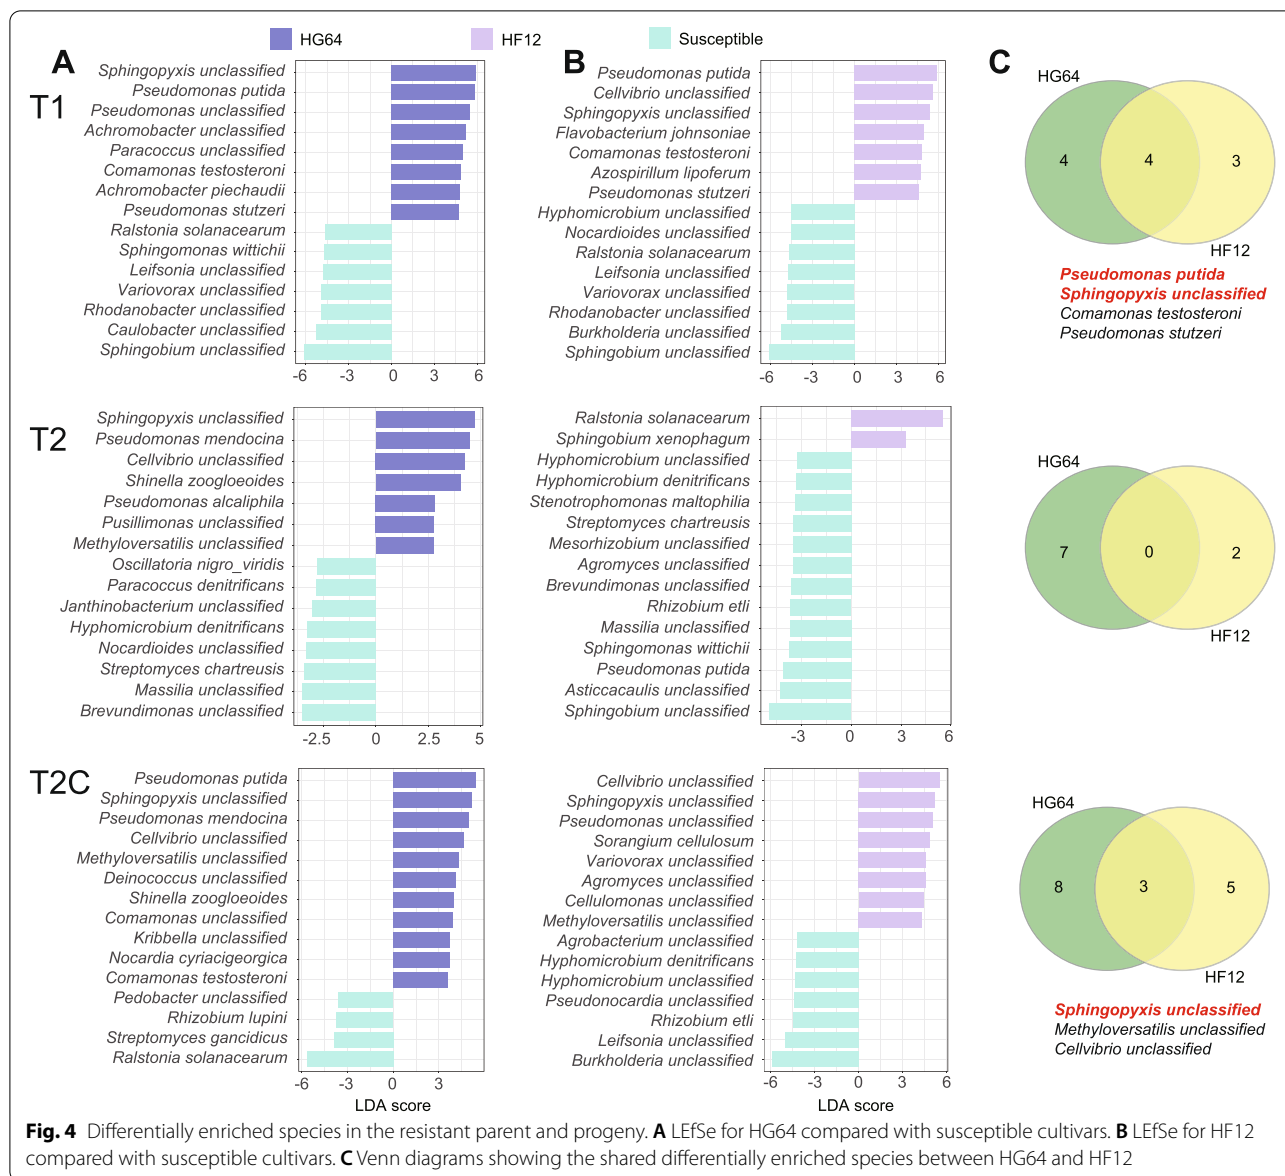 HG64
HF12
Susceptible
A
T1
Sphingopyxis unclassified
Pseudomonas putida
Pseudomonas unclassified
Achromobacter unclassified
Paracoccus unclassified
Comamonas testosteroni
Achromobacter piechaudii
Pseudomonas stutzeri
Ralstonia solanacearum
Sphingomonas wittichii
Leifsonia unclassified
Variovorax unclassified
Rhodanobacter unclassified
Caulobacter unclassified
Sphingobium unclassified
-6 -3 0 3 6
B
Pseudomonas putida
Cellvibrio unclassified
Sphingopyxis unclassified
Flavobacterium johnsoniae
Comamonas testosteroni
Azospirillum lipoferum
Pseudomonas stutzeri
Hyphomicrobium unclassified
Nocardioides unclassified
Ralstonia solanacearum
Leifsonia unclassified
Variovorax unclassified
Rhodanobacter unclassified
Burkholderia unclassified
Sphingobium unclassified
-6 -3 0 3 6
C
HG64
4 4 3
HF12
Pseudomonas putida
Sphingopyxis unclassified
Comamonas testosteroni
Pseudomonas stutzeri
T2
Sphingopyxis unclassified
Pseudomonas mendocina
Cellvibrio unclassified
Shinella zoogloeoides
Pseudomonas alcaliphila
Pusillimonas unclassified
Methyloversatilis unclassified
Oscillatoria nigro_viridis
Paracoccus denitrificans
Janthinobacterium unclassified
Hyphomicrobium denitrificans
Nocardioides unclassified
Streptomyces chartreusis
Massilia unclassified
Brevundimonas unclassified
-2.5 0 2.5 5
Ralstonia solanacearum
Sphingobium xenophagum
Hyphomicrobium unclassified
Hyphomicrobium denitrificans
Stenotrophomonas maltophilia
Streptomyces chartreusis
Mesorhizobium unclassified
Agromyces unclassified
Brevundimonas unclassified
Rhizobium etli
Massilia unclassified
Sphingomonas wittichii
Pseudomonas putida
Asticcacaulis unclassified
Sphingobium unclassified
-3 0 3 6
HG64
7 0 2
HF12
T2C
Pseudomonas putida
Sphingopyxis unclassified
Pseudomonas mendocina
Cellvibrio unclassified
Methyloversatilis unclassified
Deinococcus unclassified
Shinella zoogloeoides
Comamonas unclassified
Kribbella unclassified
Nocardia cyriacigeorgica
Comamonas testosteroni
Pedobacter unclassified
Rhizobium lupini
Streptomyces gancidicus
Ralstonia solanacearum
-6 -3 0 3
LDA score
Cellvibrio unclassified
Sphingopyxis unclassified
Pseudomonas unclassified
Sorangium cellulosum
Variovorax unclassified
Agromyces unclassified
Cellulomonas unclassified
Methyloversatilis unclassified
Agrobacterium unclassified
Hyphomicrobium denitrificans
Hyphomicrobium unclassified
Pseudonocardia unclassified
Rhizobium etli
Leifsonia unclassified
Burkholderia unclassified
-6 -3 0 3 6
LDA score
HG64
8 3 5
HF12
Sphingopyxis unclassified
Methyloversatilis unclassified
Cellvibrio unclassified
Fig. 4 Differentially enriched species in the resistant parent and progeny. A LEfSe for HG64 compared with susceptible cultivars. B LEfSe for HF12
compared with susceptible cultivars. C Venn diagrams showing the shared differentially enriched species between HG64 and HF12